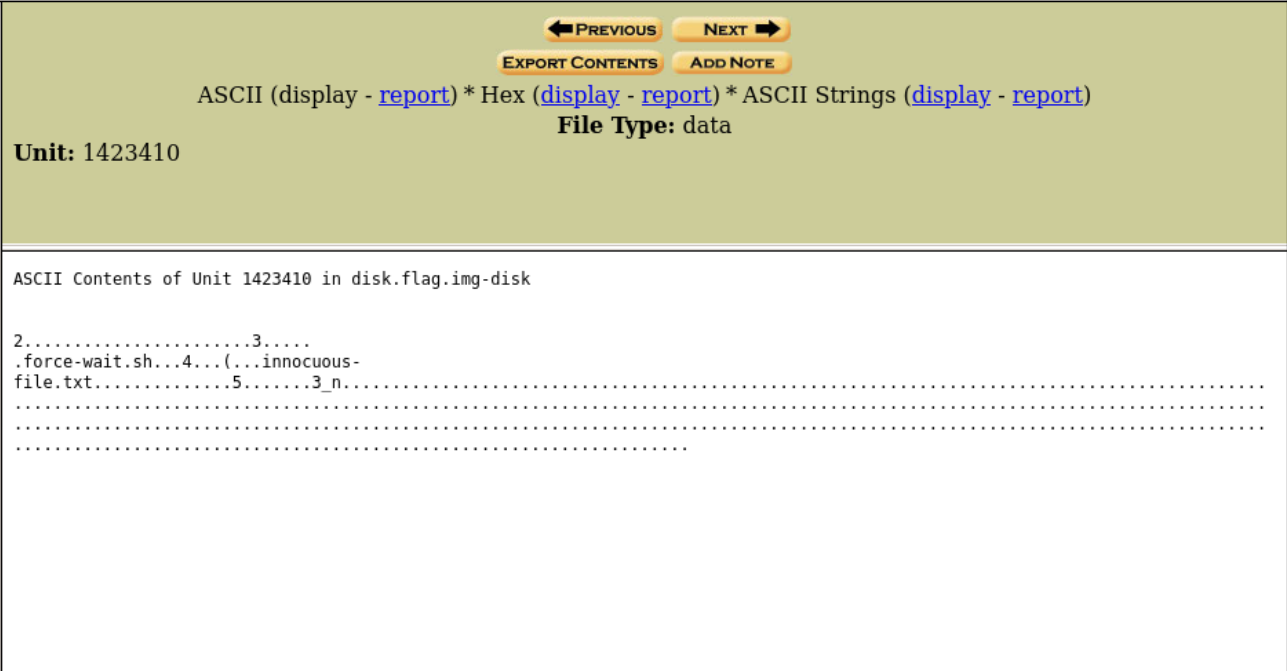 PREVIOUS NEXT
EXPORT CONTENTS ADD NOTE
ASCII (display - report) * Hex (display - report) * ASCII Strings (display - report)
File Type: data
Unit: 1423410
ASCII Contents of Unit 1423410 in disk.flag.img-disk
2.......................3.....
.force-wait.sh...4...(...innocuous-
file.txt..............5.......3_n.............................................................................................
..............................................................................................................................
..............................................................................................................................
....................................................................